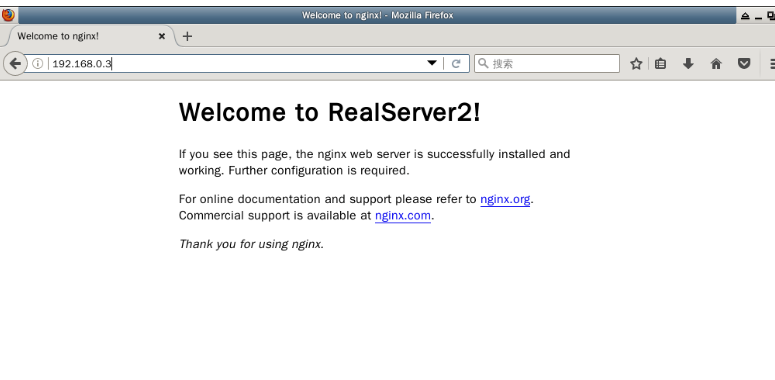 Welcome to nginx! - Mozilla Firefox
Welcome to nginx!
192.168.0.3
搜索
Welcome to RealServer2!
If you see this page, the nginx web server is successfully installed and
working. Further configuration is required.
For online documentation and support please refer to nginx.org.
Commercial support is available at nginx.com.
Thank you for using nginx.